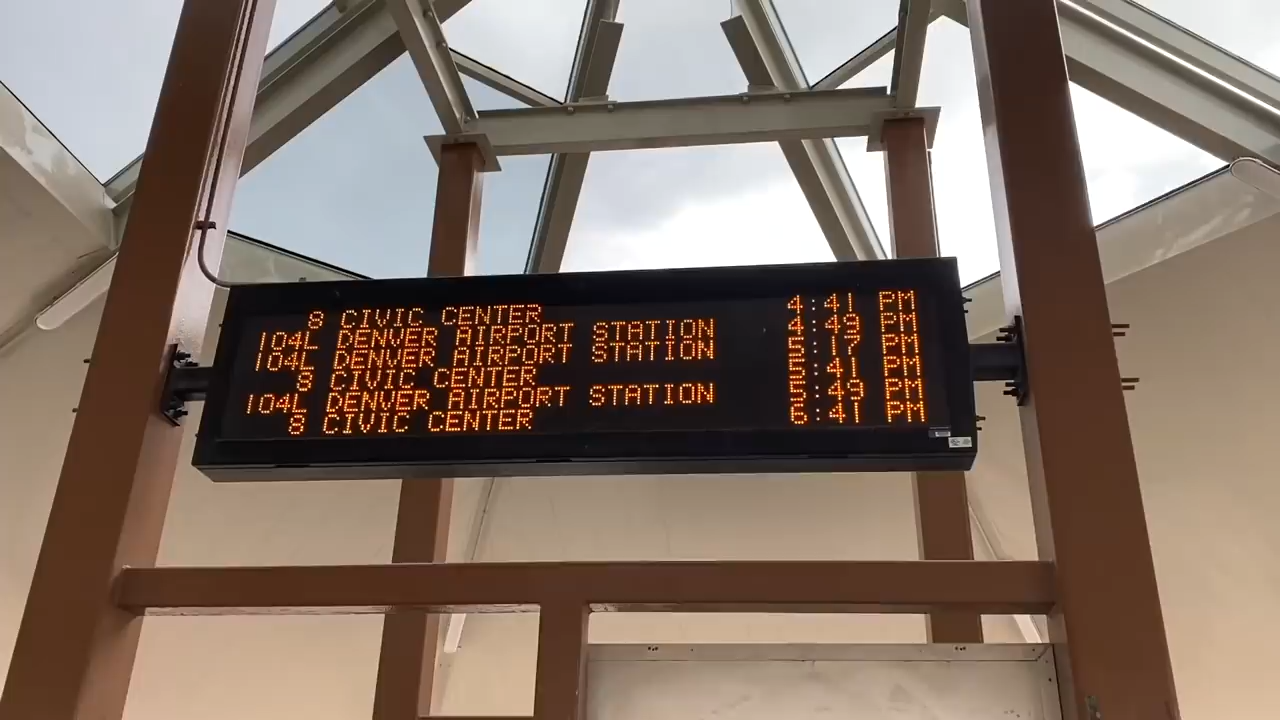 8 CIVIC CENTER 4:41 PM
104L DENVER AIRPORT STATION 4:49 PM
104L DENVER AIRPORT STATION 5:17 PM
8 CIVIC CENTER 5:41 PM
104L DENVER AIRPORT STATION 5:49 PM
8 CIVIC CENTER 6:41 PM